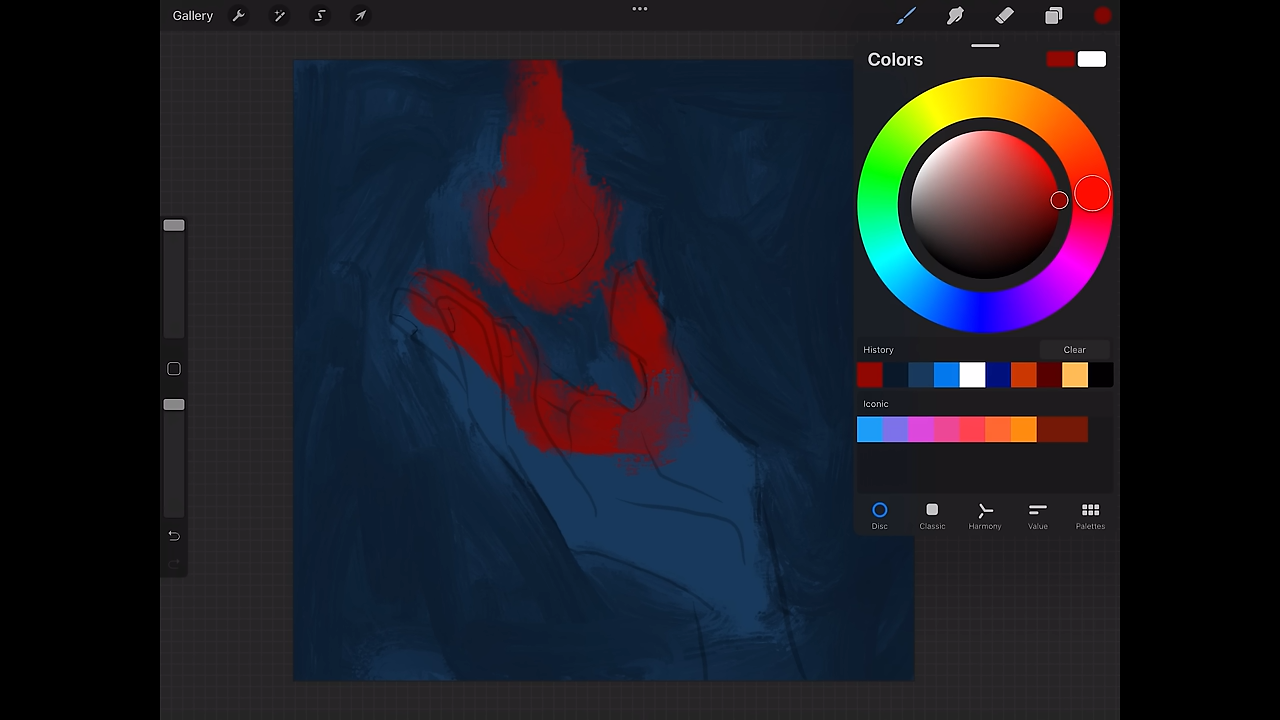 Gallery
Colors
History
Clear
Iconic
Disc
Classic
Harmony
Value
Palettes